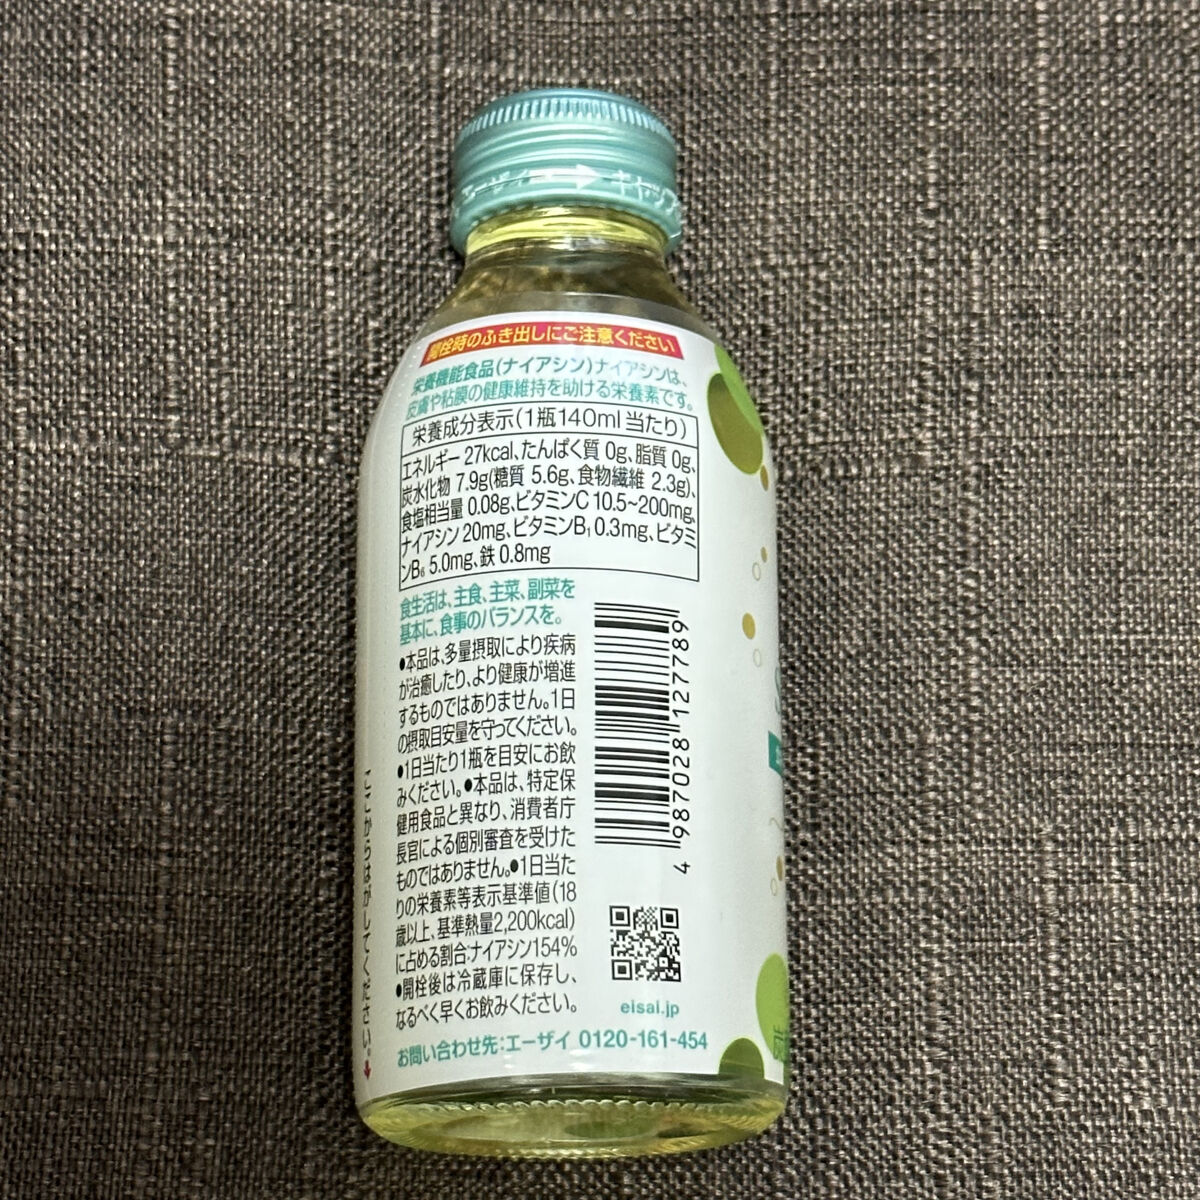 エーザイ → キャップ
開栓時のふき出しにご注意ください
栄養機能食品(ナイアシン)ナイアシンは、
皮膚や粘膜の健康維持を助ける栄養素です。
栄養成分表示(1瓶140ml当たり)
エネルギー 27kcal、たんぱく質 0g、脂質 0g、
炭水化物 7.9g(糖質 5.6g、食物繊維 2.3g)、
食塩相当量 0.08g、ビタミンC 10.5~200mg、
ナイアシン 20mg、ビタミンB₁ 0.3mg、ビタミ
ンB₆ 5.0mg、鉄 0.8mg
食生活は、主食、主菜、副菜を
基本に、食事のバランスを。
●本品は、多量摂取により疾病
が治癒したり、より健康が増進
するものではありません。1日
の摂取目安量を守ってください。
●1日当たり1瓶を目安にお飲
みください。●本品は、特定保
健用食品と異なり、消費者庁
長官による個別審査を受けた
ものではありません。●1日当た
りの栄養素等表示基準値(18
歳以上、基準熱量2,200kcal)
に占める割合:ナイアシン154%
●開栓後は冷蔵庫に保存し、
なるべく早くお飲みください。
お問い合わせ先:エーザイ 0120-161-454
4 987028 127789
eisai.jp
ここからはがしてください。→